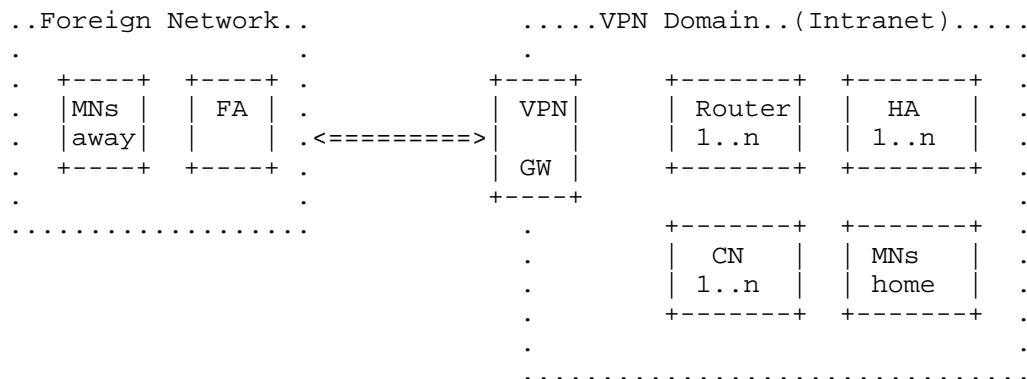 ..Foreign Network..             .....VPN Domain..(Intranet).....
.                 .             .                              .
.  +----+  +----+ .           +----+     +-------+  +-------+  .
.  |MNs |  | FA | .           | VPN|     | Router|  |  HA   |  .
.  |away|  |    | .<=========>|    |     | 1..n  |  | 1..n  |  .
.  +----+  +----+ .           | GW |     +-------+  +-------+  .
.                 .           +----+                           .
...................             .        +-------+  +-------+  .
                                .        |  CN   |  | MNs   |  .
                                .        | 1..n  |  | home  |  .
                                .        +-------+  +-------+  .
                                .                              .
                                ................................